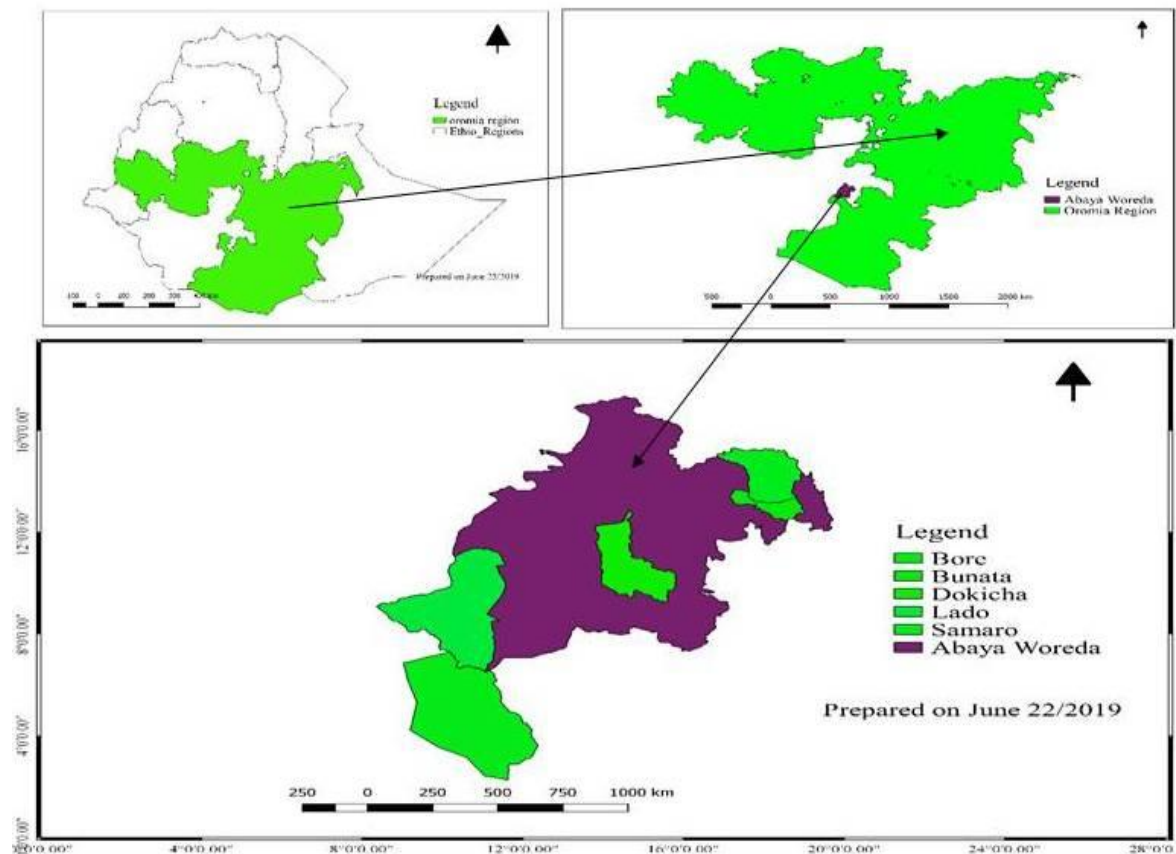 Legend
oromia region
Ethio_Regions
Prepared on June 22/2019
100 0 100 200 300
Legend
Abaya Woreda
Oromia Region
500 0 500 1000 1500 2000 km
16°0'0.00"
12°0'0.00"
8°0'0.00"
4°0'0.00"
Legend
Bore
Bunata
Dokicha
Lado
Samaro
Abaya Woreda
Prepared on June 22/2019
250 0 250 500 750 1000 km
4°0'0.00" 8°0'0.00" 12°0'0.00" 16°0'0.00" 20°0'0.00" 24°0'0.00"